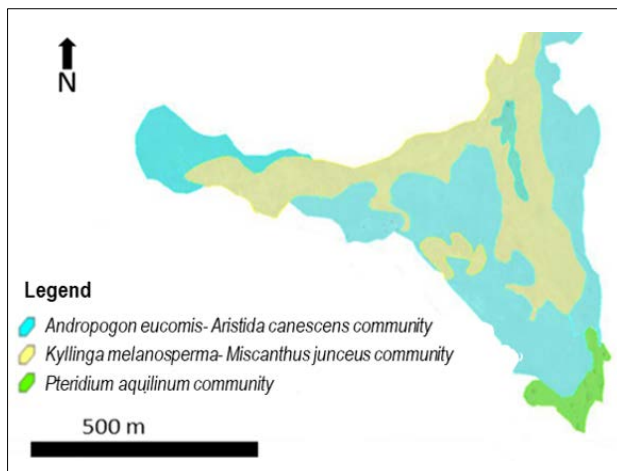 N
Legend
Andropogon eucomis- Aristida canescens community
Kyllinga melanosperma- Miscanthus junceus community
Pteridium aquilinum community
500 m